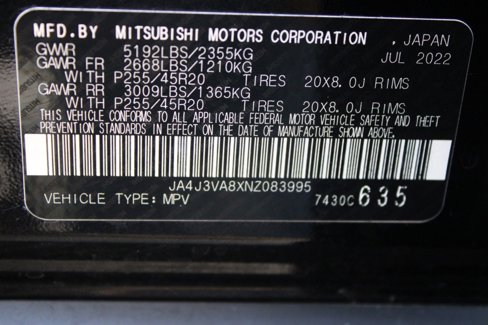 MFD.BY MITSUBISHI MOTORS CORPORATION , JAPAN
GVWR 5192LBS/2355KG JUL 2022
GAWR FR 2668LBS/1210KG
WITH P255/45R20 TIRES 20X8.0J RIMS
GAWR RR 3009LBS/1365KG
WITH P255/45R20 TIRES 20X8.0J RIMS
THIS VEHICLE CONFORMS TO ALL APPLICABLE FEDERAL MOTOR VEHICLE SAFETY AND THEFT
PREVENTION STANDARDS IN EFFECT ON THE DATE OF MANUFACTURE SHOWN ABOVE.
JA4J3VA8XNZ083995
VEHICLE TYPE: MPV 7430C 635